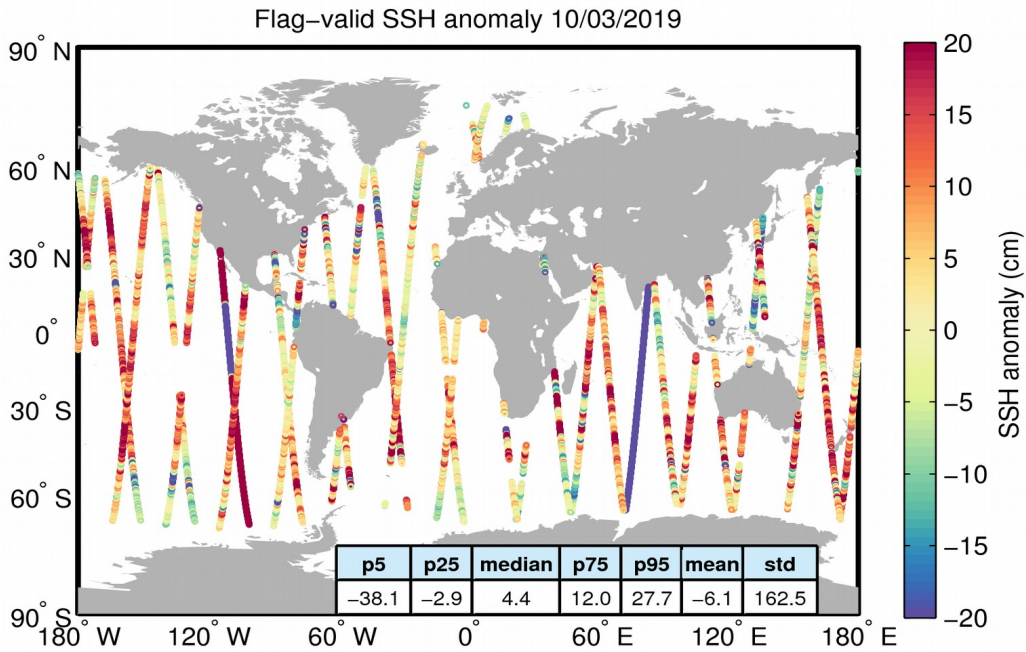 Flag−valid SSH anomaly 10/03/2019
90° N
60° N
30° N
0°
30° S
60° S
90° S
180° W
120° W
60° W
0°
60° E
120° E
180° E
p5 p25 median p75 p95 mean std
−38.1 −2.9 4.4 12.0 27.7 −6.1 162.5
20
15
10
5
0
−5
−10
−15
−20
SSH anomaly (cm)